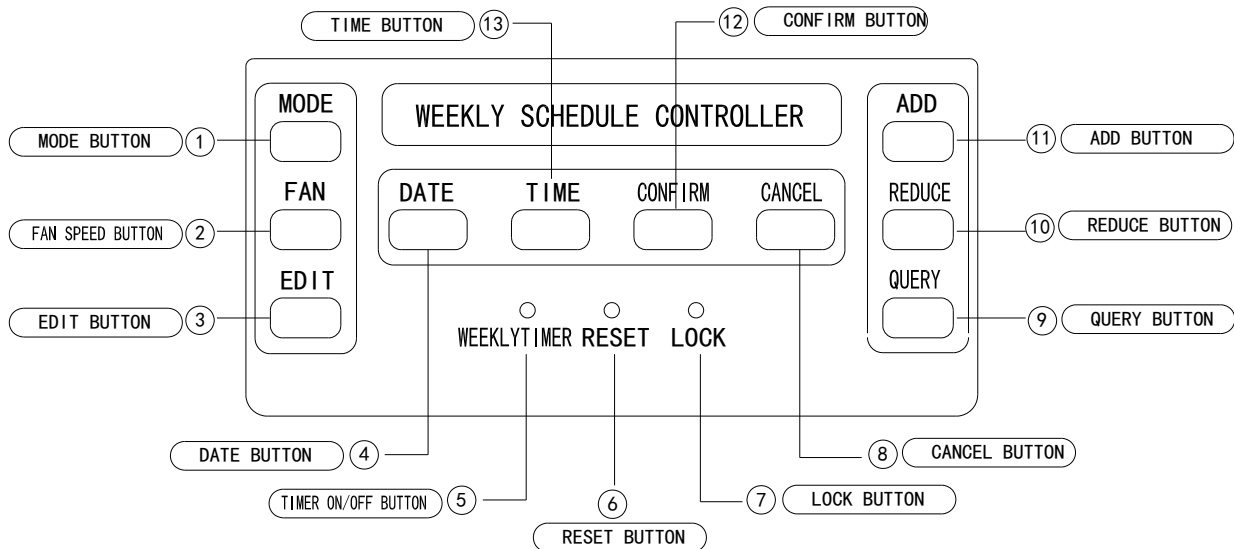 TIME BUTTON 13
12 CONFIRM BUTTON
MODE
WEEKLY SCHEDULE CONTROLLER
ADD
MODE BUTTON 1
11 ADD BUTTON
FAN
DATE TIME CONFIRM CANCEL
REDUCE
FAN SPEED BUTTON 2
10 REDUCE BUTTON
EDIT
QUERY
EDIT BUTTON 3
9 QUERY BUTTON
WEEKLYTIMER RESET LOCK
DATE BUTTON 4
8 CANCEL BUTTON
TIMER ON/OFF BUTTON 5
6
7 LOCK BUTTON
RESET BUTTON